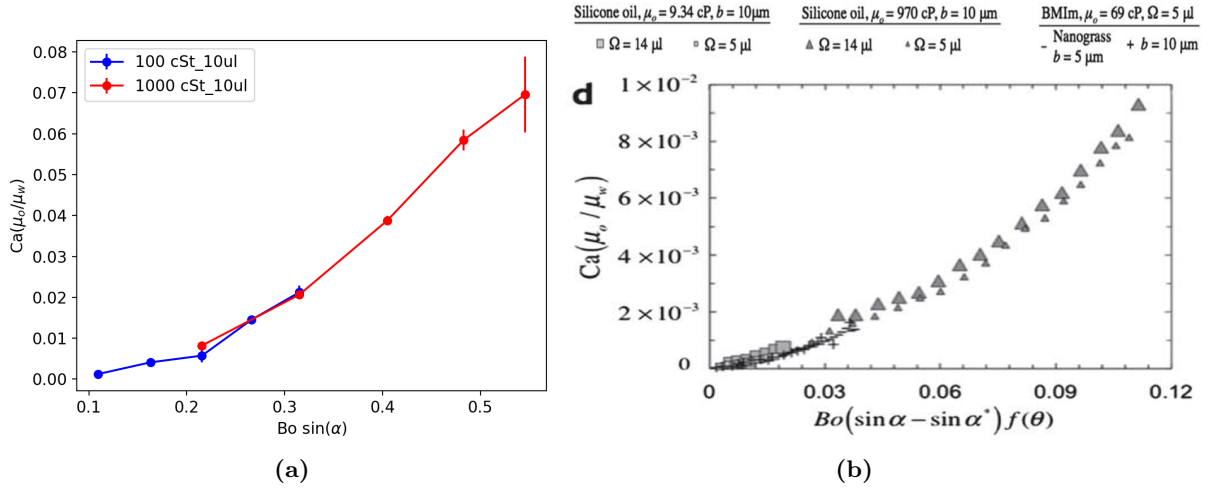 0.08
0.07
0.06
0.05
0.04
0.03
0.02
0.01
0.00
Ca(μₒ/μ_w)
100 cSt_10ul
1000 cSt_10ul
0.1 0.2 0.3 0.4 0.5
Bo sin(α)
(a)
Silicone oil, μₒ = 9.34 cP, b = 10μm
Ω = 14 μl Ω = 5 μl
Silicone oil, μₒ = 970 cP, b = 10 μm
Ω = 14 μl Ω = 5 μl
BMIm, μₒ = 69 cP, Ω = 5 μl
Nanograss
b = 5 μm
+ b = 10 μm
d
1 × 10⁻²
8 × 10⁻³
6 × 10⁻³
4 × 10⁻³
2 × 10⁻³
0
Ca(μₒ / μ_w)
0 0.03 0.06 0.09 0.12
Bo(sin α − sin α*) f(θ)
(b)